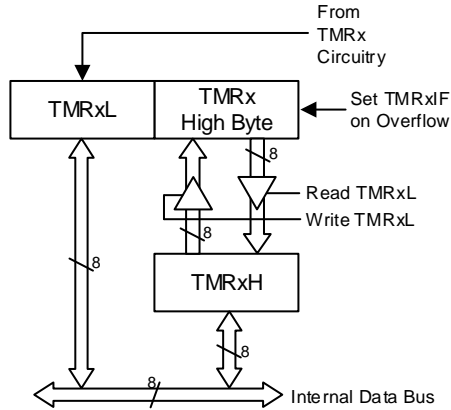 From
TMRx
Circuitry
TMRxL
TMRx
High Byte
Set TMRxIF
on Overflow
8
Read TMRxL
Write TMRxL
8
8
TMRxH
8
8
Internal Data Bus